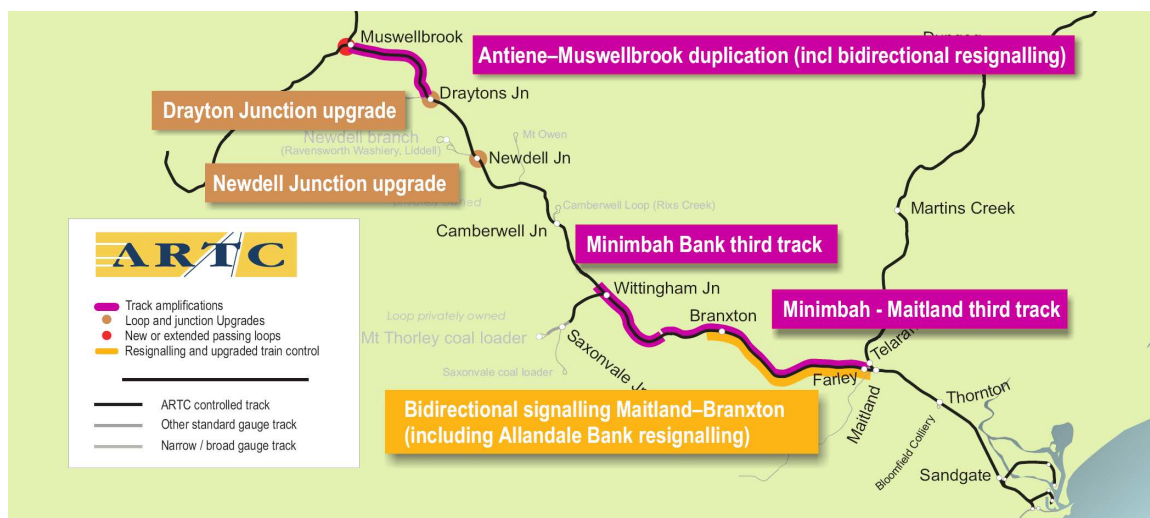 Muswellbrook
Antiene–Muswellbrook duplication (incl bidirectional resignalling)
Draytons Jn
Drayton Junction upgrade
Newdell branch
(Ravensworth Washiery, Liddell)
Mt Owen
Newdell Jn
Newdell Junction upgrade
Camberwell Loop (Rixs Creek)
Camberwell Jn
Martins Creek
Minimbah Bank third track
Wittingham Jn
Minimbah - Maitland third track
Loop privately owned
Mt Thorley coal loader
Saxonvale coal loader
Branxton
Farley
Maitland
Thornton
Bloomfield Colliery
Sandgate
Bidirectional signalling Maitland–Branxton
(including Allandale Bank resignalling)
ARTC
Track amplifications
Loop and junction Upgrades
New or extended passing loops
Resignalling and upgraded train control
ARTC controlled track
Other standard gauge track
Narrow / broad gauge track